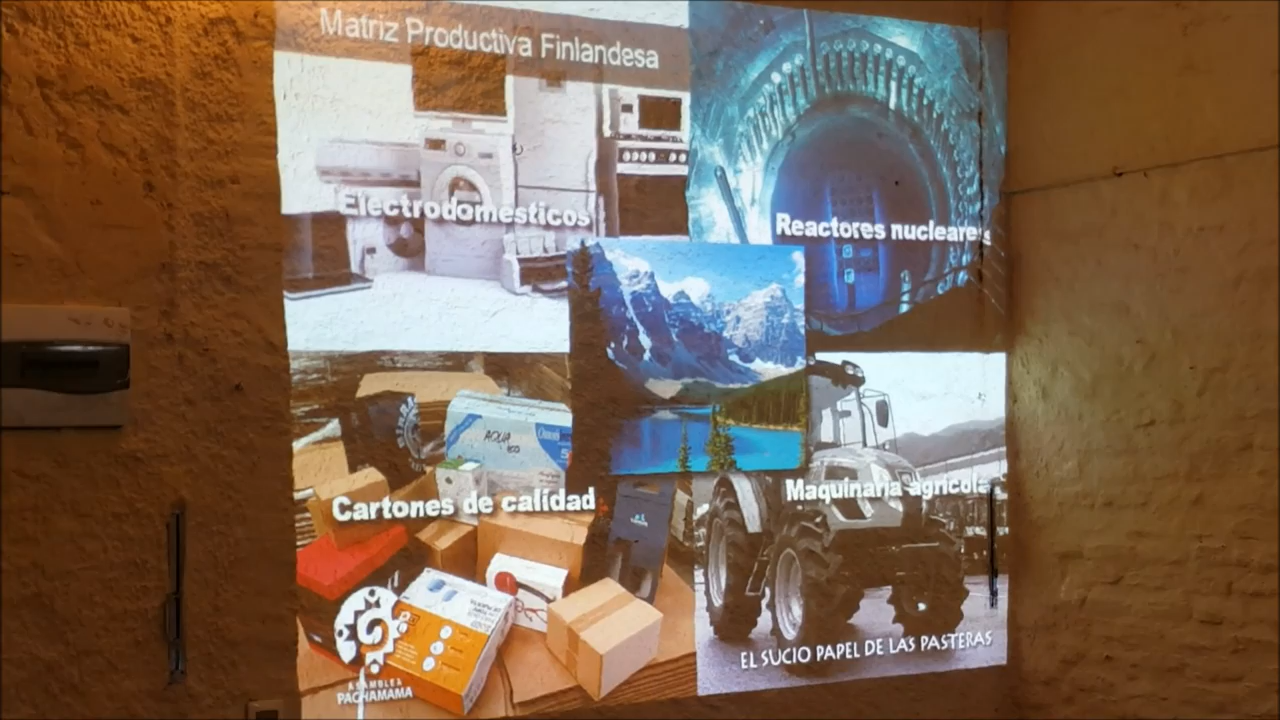 Matriz Productiva Finlandesa
Electrodomesticos
Reactores nucleares
Cartones de calidad
Maquinaria agricola
AQUA
EL SUCIO PAPEL DE LAS PASTERAS
ASAMBLEA
PACHAMAMA